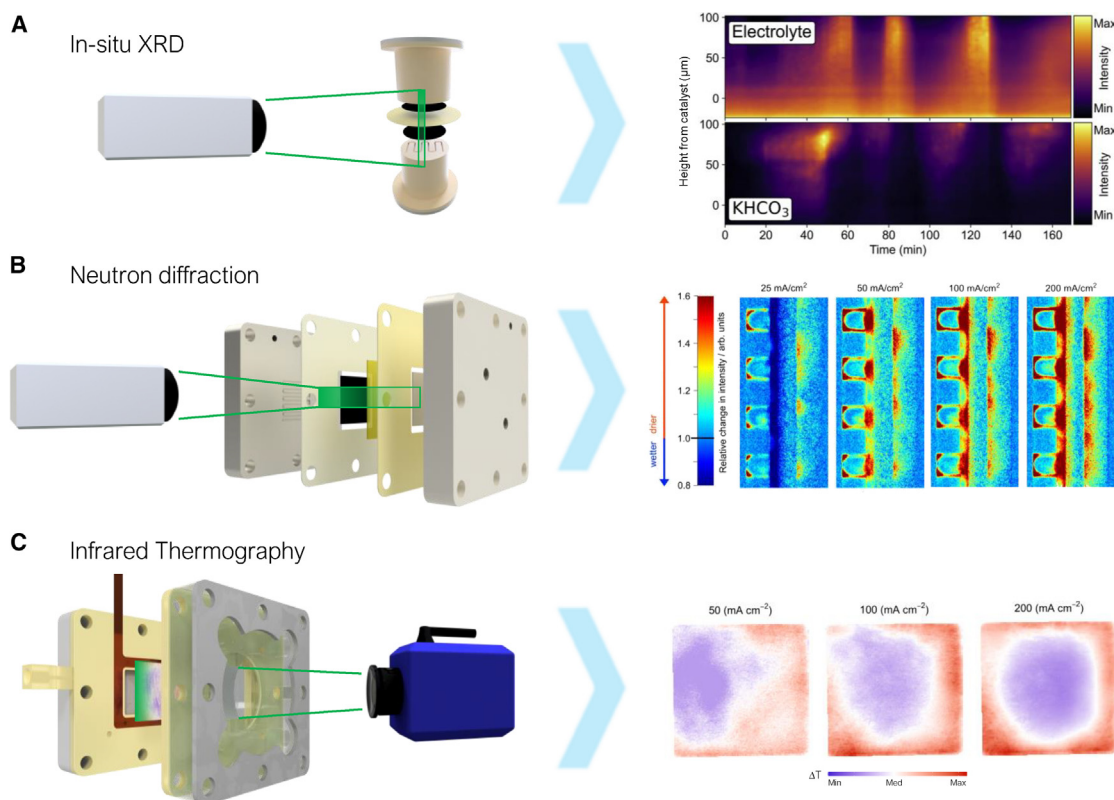 A
In-situ XRD
Electrolyte
KHCO₃
Height from catalyst (μm)
100
50
0
100
50
0
0 20 40 60 80 100 120 140 160
Time (min)
Max
Intensity
Min
Max
Intensity
Min
B
Neutron diffraction
wetter drier
1.6
1.4
1.2
1.0
0.8
Relative change in intensity / arb. units
25 mA/cm²
50 mA/cm²
100 mA/cm²
200 mA/cm²
C
Infrared Thermography
50 (mA cm⁻²)
100 (mA cm⁻²)
200 (mA cm⁻²)
ΔT
Min Med Max